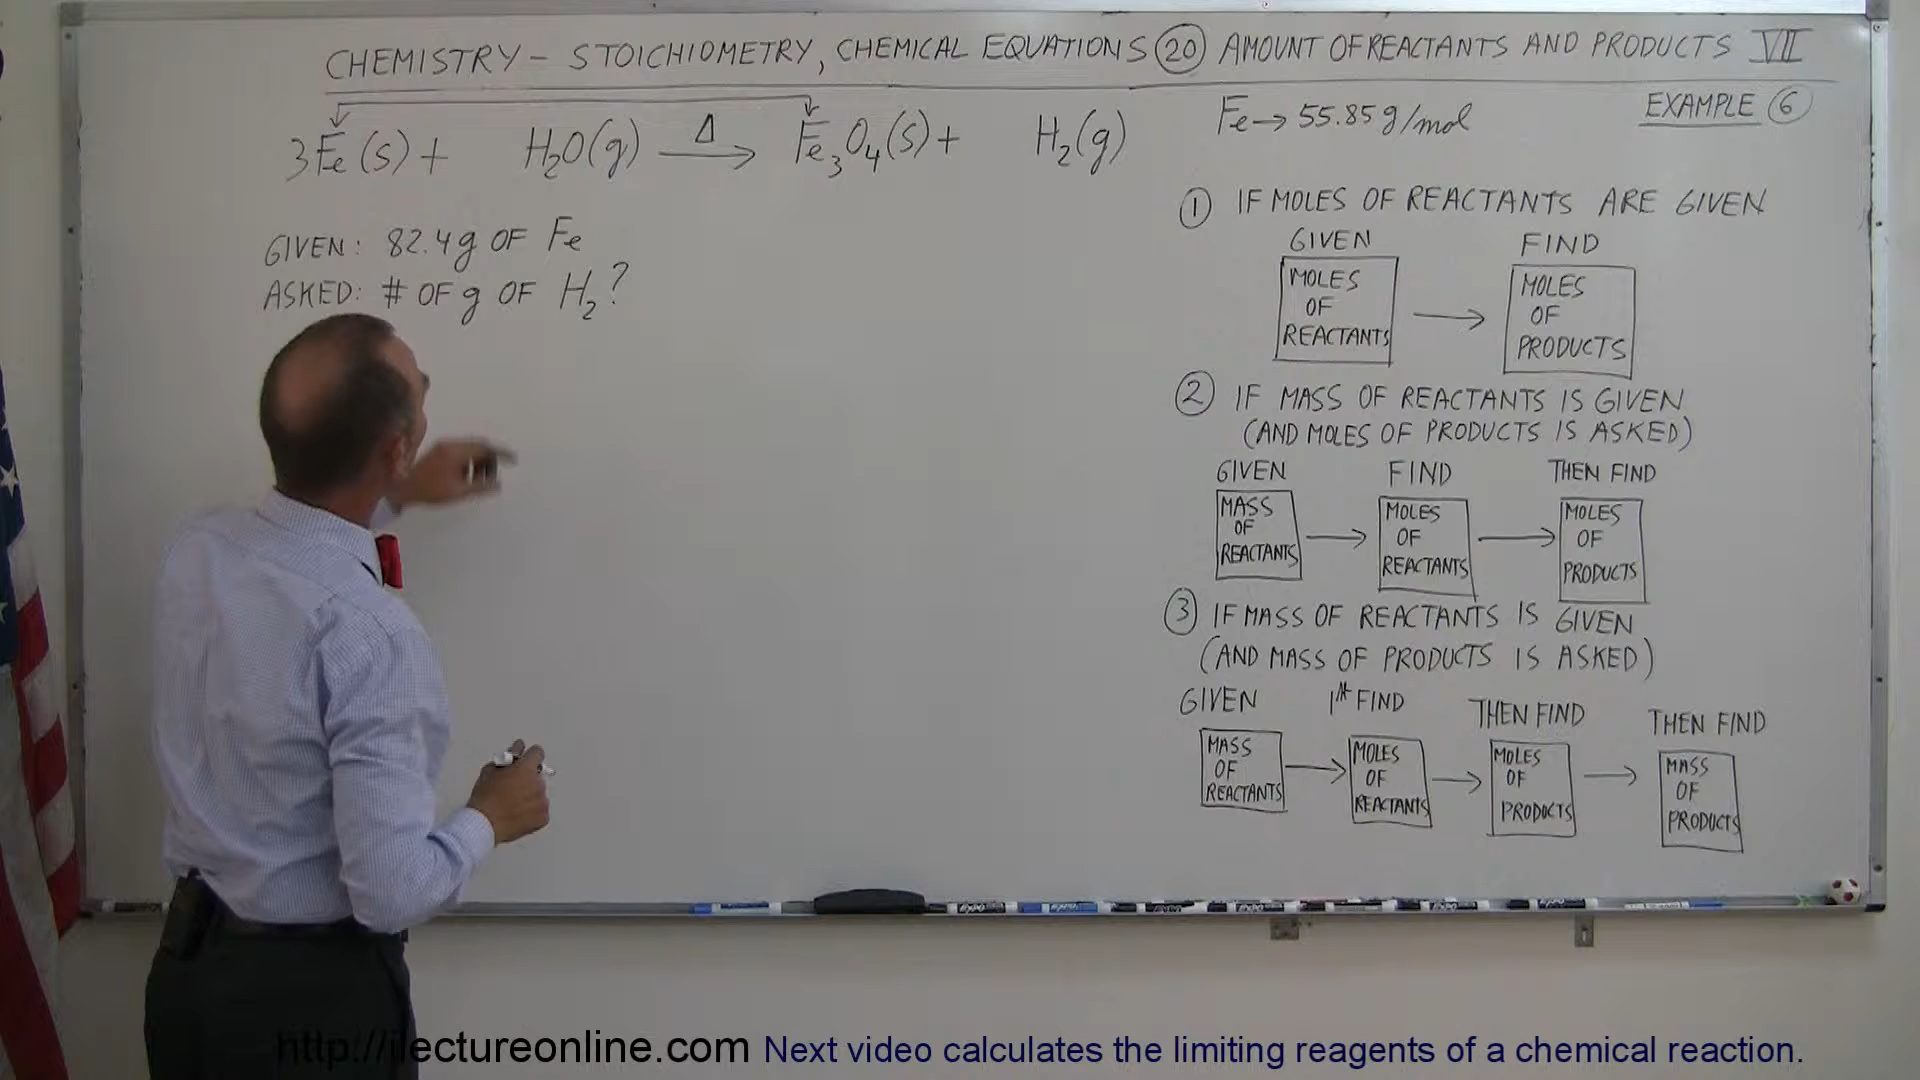 CHEMISTRY – STOICHIOMETRY, CHEMICAL EQUATIONS 20 AMOUNT OF REACTANTS AND PRODUCTS VII
EXAMPLE 6
3Fe(s) + H₂O(g) Δ→ Fe₃O₄(s) + H₂(g)
Fe → 55.85 g/mol
GIVEN: 82.4g OF Fe
ASKED: # OF g OF H₂?
1 IF MOLES OF REACTANTS ARE GIVEN
GIVEN FIND
MOLES OF REACTANTS → MOLES OF PRODUCTS
2 IF MASS OF REACTANTS IS GIVEN
(AND MOLES OF PRODUCTS IS ASKED)
GIVEN FIND THEN FIND
MASS OF REACTANTS → MOLES OF REACTANTS → MOLES OF PRODUCTS
3 IF MASS OF REACTANTS IS GIVEN
(AND MASS OF PRODUCTS IS ASKED)
GIVEN 1st FIND THEN FIND THEN FIND
MASS OF REACTANTS → MOLES OF REACTANTS → MOLES OF PRODUCTS → MASS OF PRODUCTS
http://ilectureonline.com Next video calculates the limiting reagents of a chemical reaction.